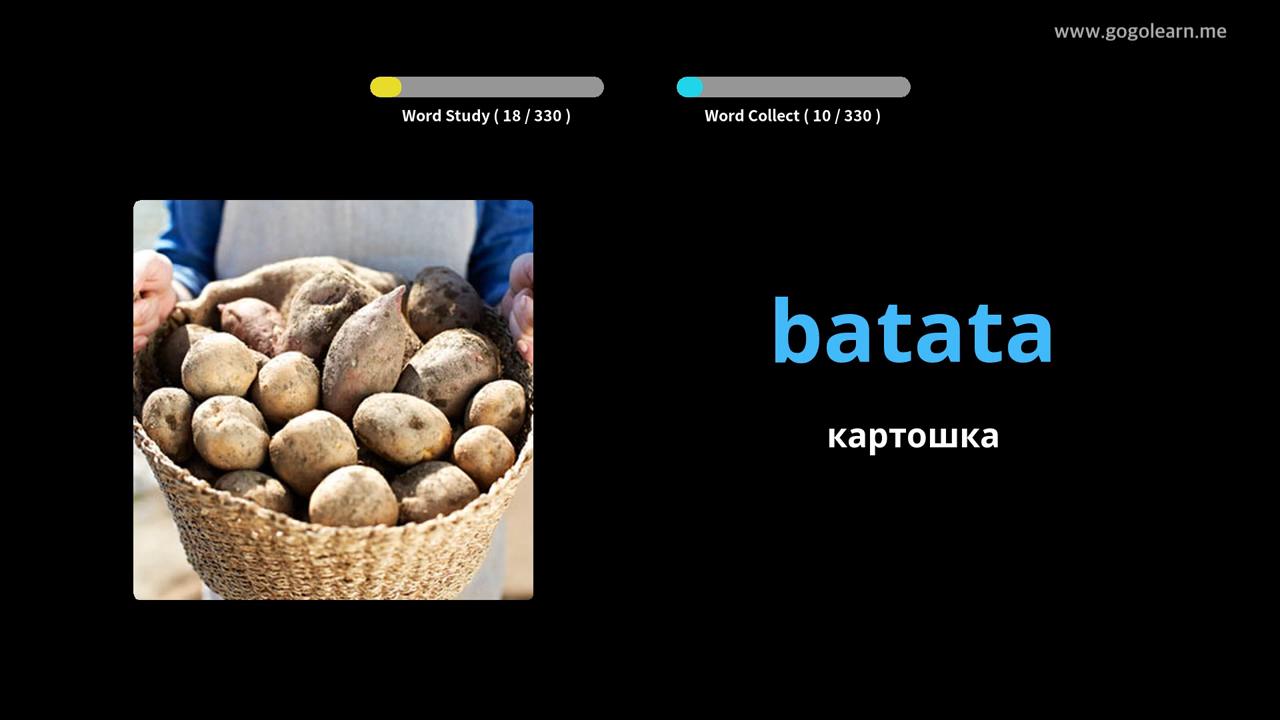 www.gogolearn.me
Word Study ( 18 / 330 )
Word Collect ( 10 / 330 )
batata
картошка